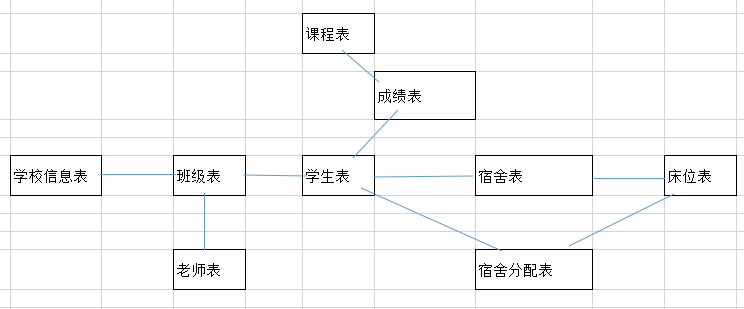 课程表
成绩表
学校信息表
班级表
学生表
宿舍表
床位表
老师表
宿舍分配表